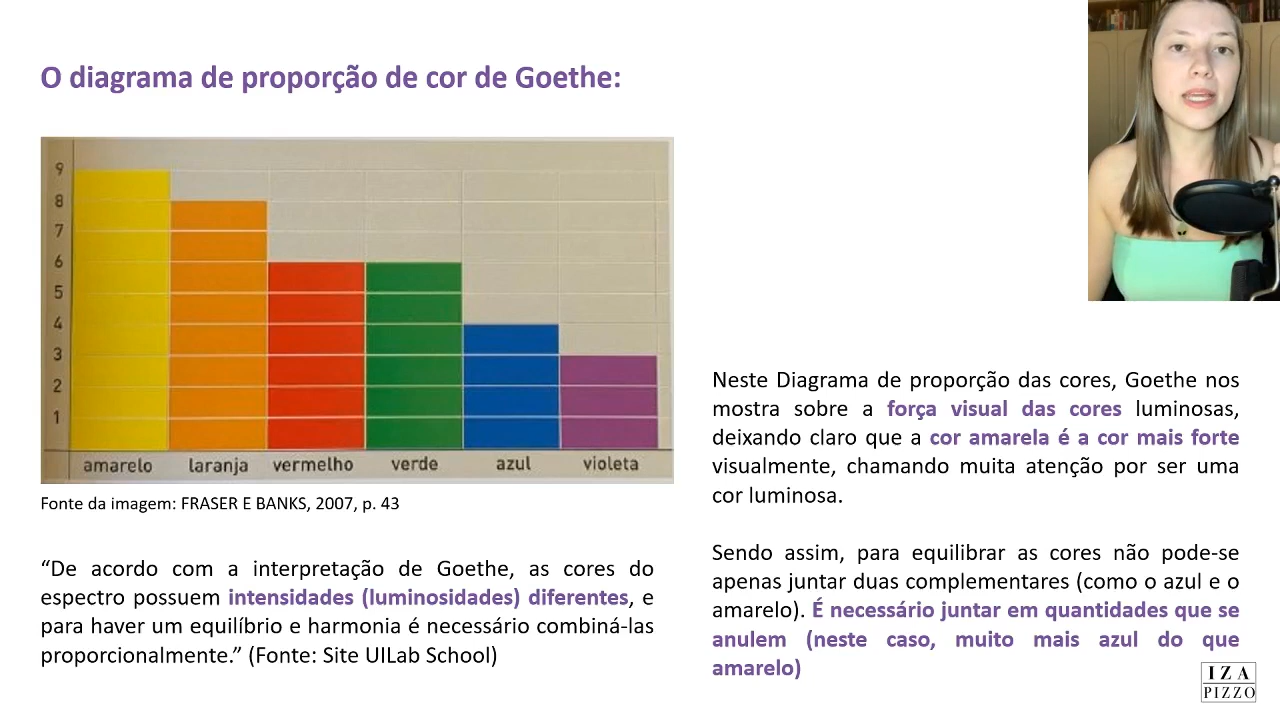 O diagrama de proporção de cor de Goethe:
9
8
7
6
5
4
3
2
1
amarelo laranja vermelho verde azul violeta
Fonte da imagem: FRASER E BANKS, 2007, p. 43
“De acordo com a interpretação de Goethe, as cores do
espectro possuem intensidades (luminosidades) diferentes, e
para haver um equilíbrio e harmonia é necessário combiná-las
proporcionalmente.” (Fonte: Site UILab School)
Neste Diagrama de proporção das cores, Goethe nos
mostra sobre a força visual das cores luminosas,
deixando claro que a cor amarela é a cor mais forte
visualmente, chamando muita atenção por ser uma
cor luminosa.
Sendo assim, para equilibrar as cores não pode-se
apenas juntar duas complementares (como o azul e o
amarelo). É necessário juntar em quantidades que se
anulem (neste caso, muito mais azul do que
amarelo)
IZA
PIZZO